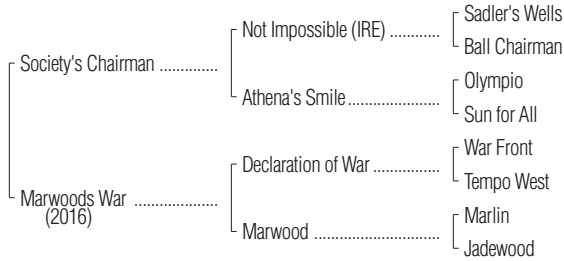 Sadler's Wells
Not Impossible (IRE) ............
Ball Chairman
Society's Chairman ..............
Olympio
Athena's Smile......................
Sun for All
War Front
Declaration of War................
Tempo West
Marwoods War ...................
(2016)
Marlin
Marwood ..............................
Jadewood